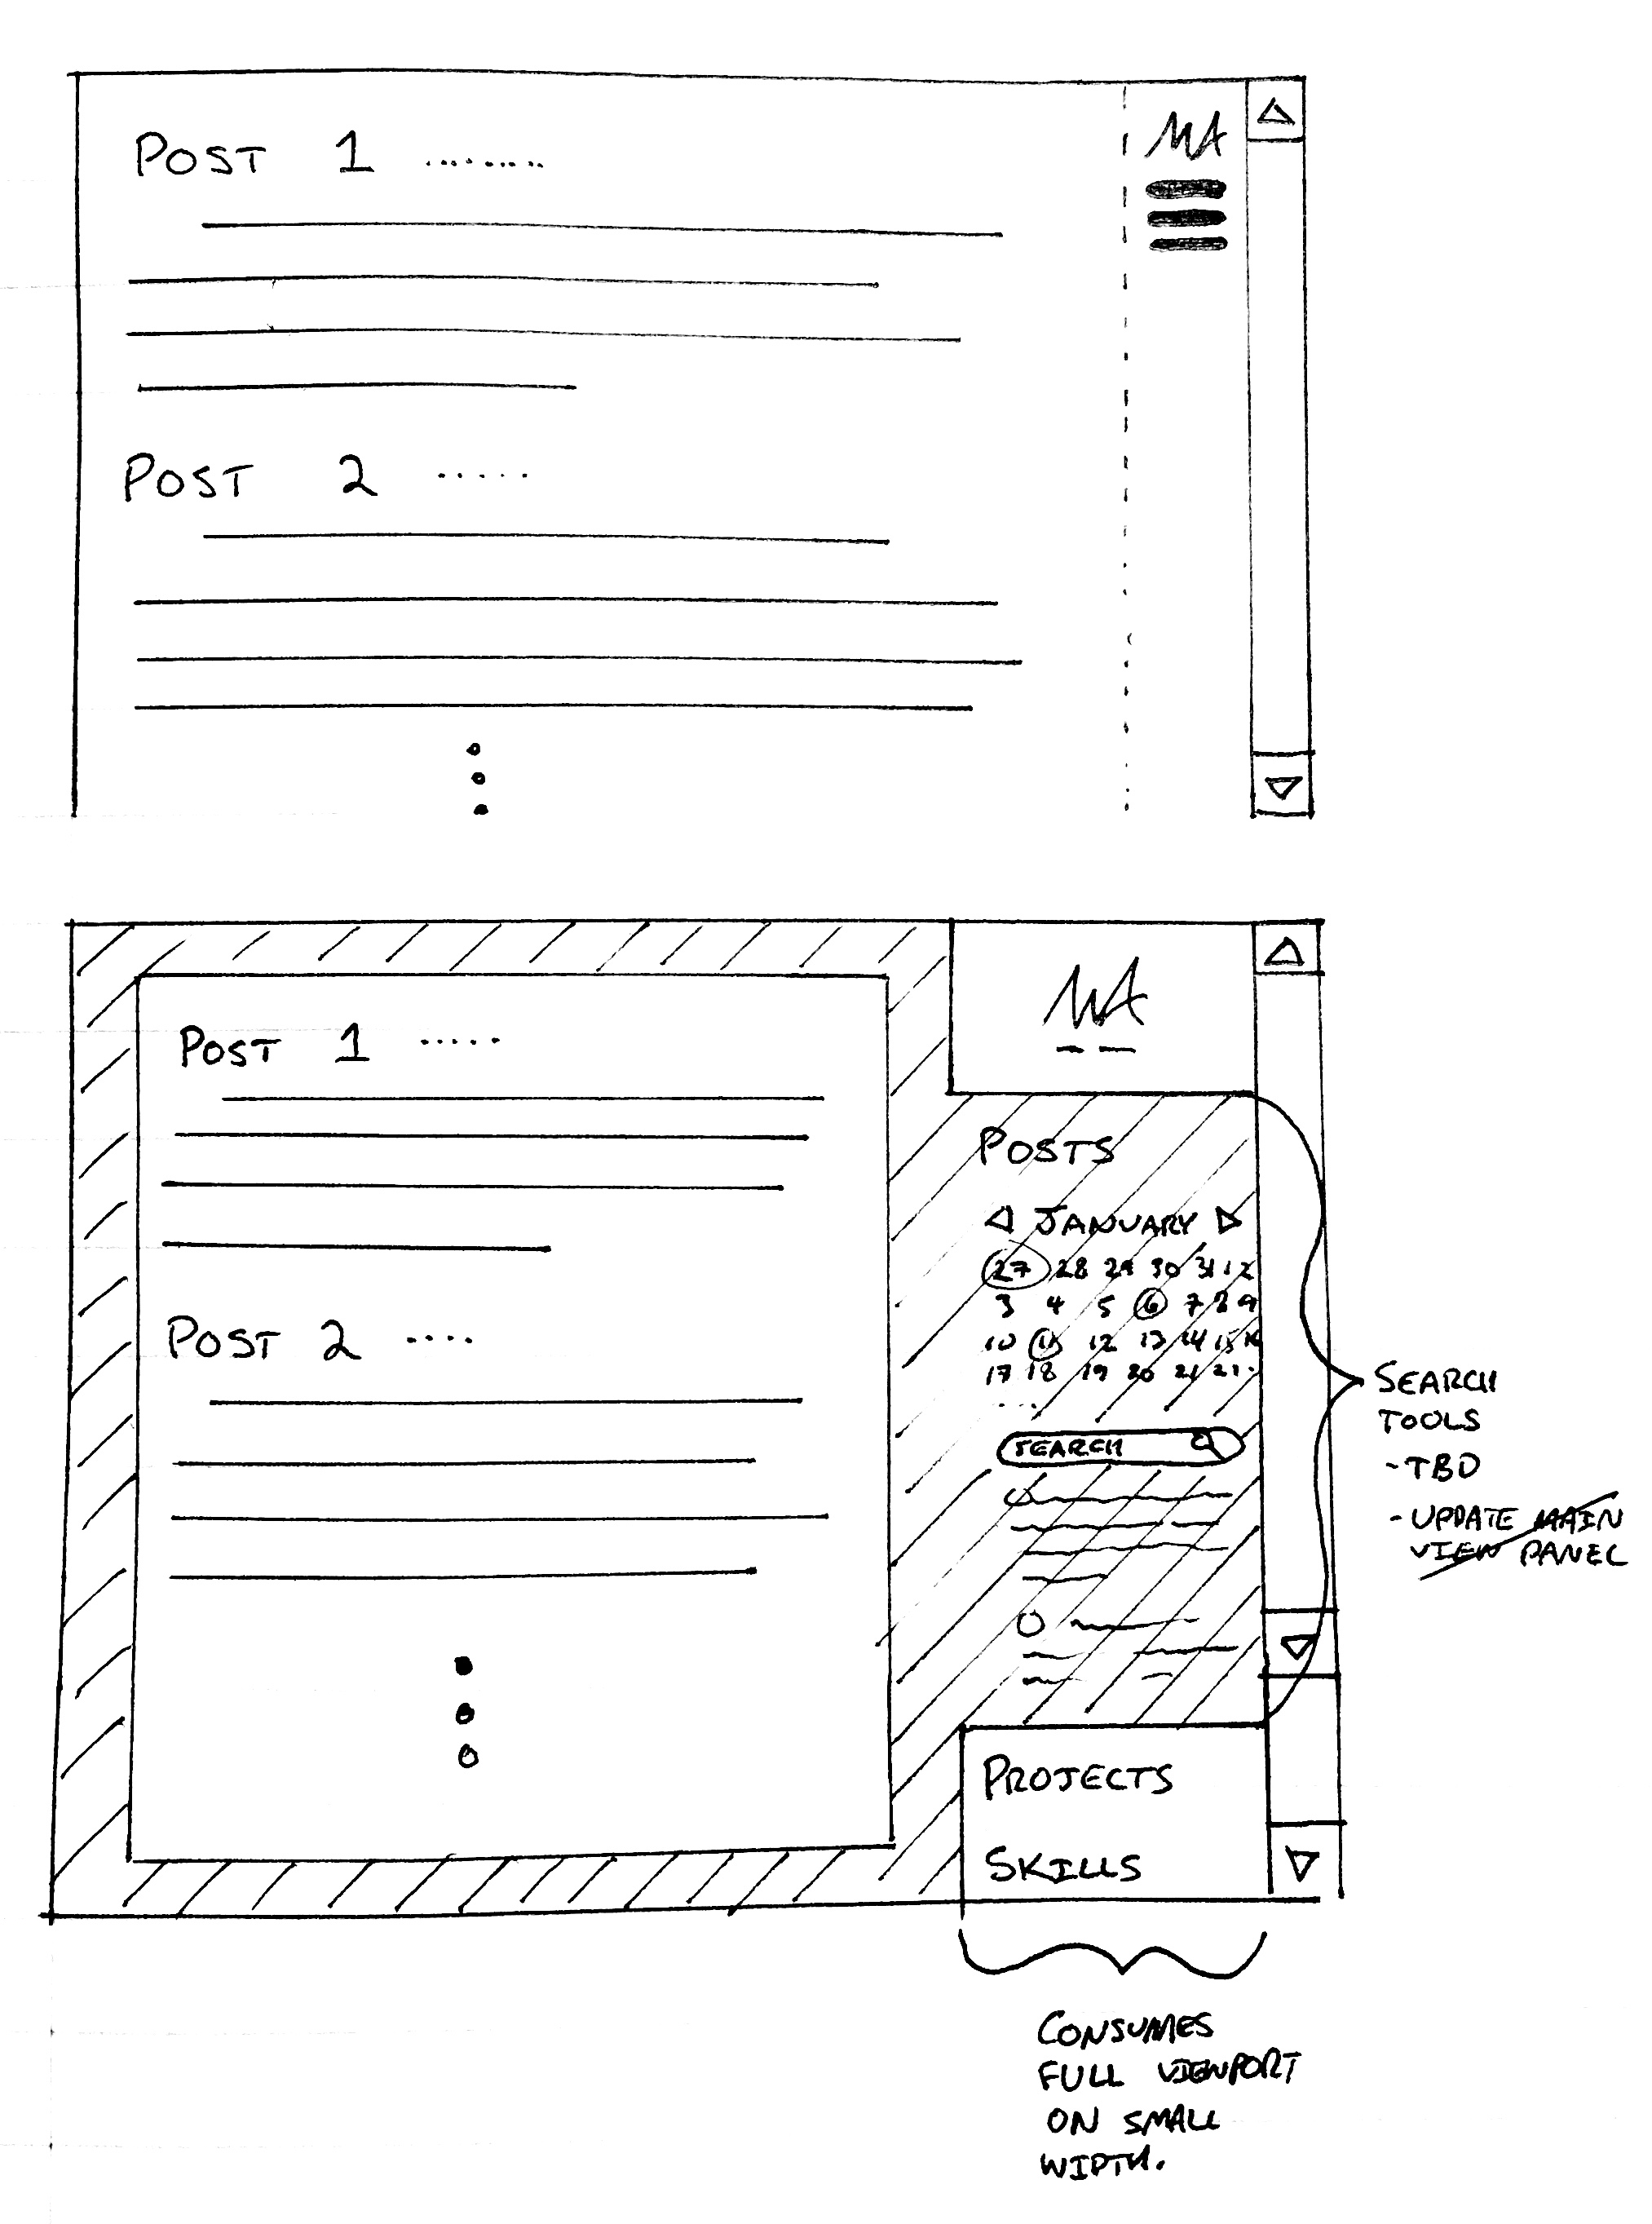 POST 1 .........
MA
POST 2 .....
MA
POST 1 .....
POSTS
JANUARY
27 28 29 30 31 1 2
3 4 5 6 7 8 9
10 11 12 13 14 15 16
17 18 19 20 21 22.
...
SEARCH
POST 2 ....
SEARCH
TOOLS
- TBD
- UPDATE MAIN
VIEW PANEL
PROJECTS
SKILLS
CONSUMES
FULL VIEWPORT
ON SMALL
WIDTH.